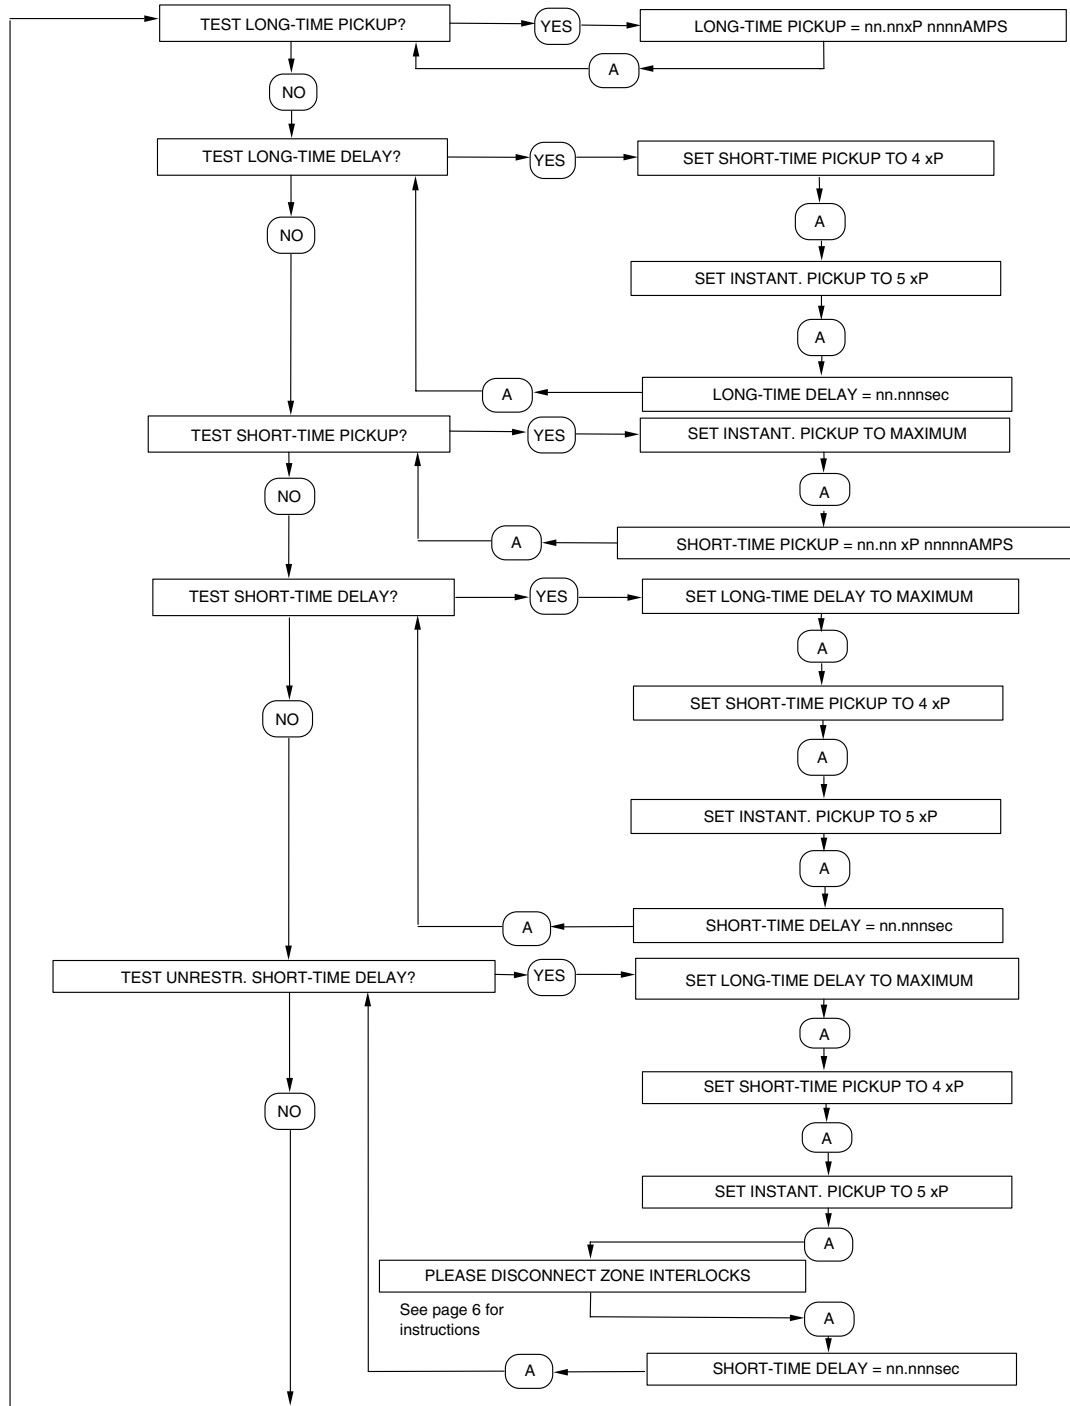 TEST LONG-TIME PICKUP?
YES
LONG-TIME PICKUP = nn.nnxP nnnnAMPS
A
NO
TEST LONG-TIME DELAY?
YES
SET SHORT-TIME PICKUP TO 4 xP
A
NO
SET INSTANT. PICKUP TO 5 xP
A
LONG-TIME DELAY = nn.nnnsec
A
TEST SHORT-TIME PICKUP?
YES
SET INSTANT. PICKUP TO MAXIMUM
A
NO
SHORT-TIME PICKUP = nn.nn xP nnnnnAMPS
A
TEST SHORT-TIME DELAY?
YES
SET LONG-TIME DELAY TO MAXIMUM
A
SET SHORT-TIME PICKUP TO 4 xP
NO
A
SET INSTANT. PICKUP TO 5 xP
A
SHORT-TIME DELAY = nn.nnnsec
A
TEST UNRESTR. SHORT-TIME DELAY?
YES
SET LONG-TIME DELAY TO MAXIMUM
A
SET SHORT-TIME PICKUP TO 4 xP
NO
A
SET INSTANT. PICKUP TO 5 xP
A
PLEASE DISCONNECT ZONE INTERLOCKS
See page 6 for
instructions
A
SHORT-TIME DELAY = nn.nnnsec
A